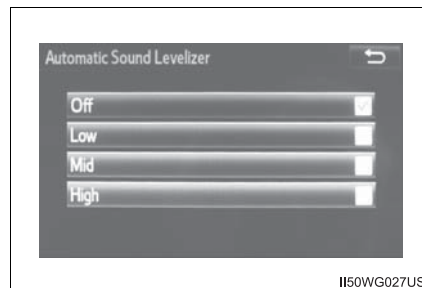 Automatic Sound Levelizer
Off
Low
Mid
High
II50WG027US